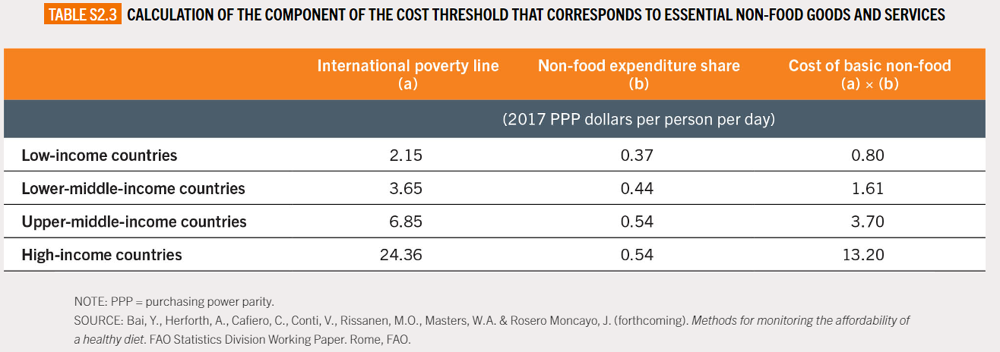 TABLE S2.3 CALCULATION OF THE COMPONENT OF THE COST THRESHOLD THAT CORRESPONDS TO ESSENTIAL NON-FOOD GOODS AND SERVICES
International poverty line Non-food expenditure share Cost of basic non-food
(a) (b) (a) × (b)
(2017 PPP dollars per person per day)
Low-income countries 2.15 0.37 0.80
Lower-middle-income countries 3.65 0.44 1.61
Upper-middle-income countries 6.85 0.54 3.70
High-income countries 24.36 0.54 13.20
NOTE: PPP = purchasing power parity.
SOURCE: Bai, Y., Herforth, A., Cafiero, C., Conti, V., Rissanen, M.O., Masters, W.A. & Rosero Moncayo, J. (forthcoming). Methods for monitoring the affordability of
a healthy diet. FAO Statistics Division Working Paper. Rome, FAO.